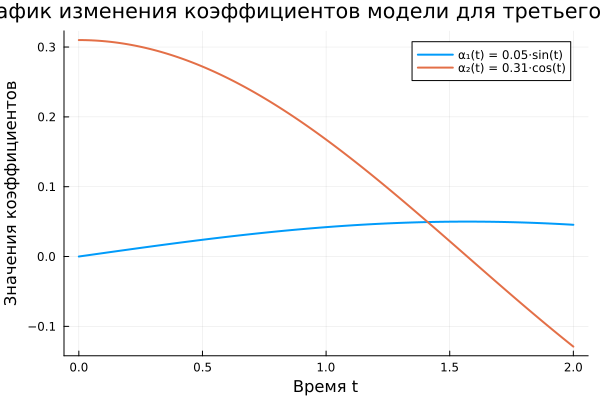 афик изменения коэффициентов модели для третьего
α₁(t) = 0.05·sin(t)
α₂(t) = 0.31·cos(t)
Значения коэффициентов
0.3
0.2
0.1
0.0
−0.1
0.0 0.5 1.0 1.5 2.0
Время t